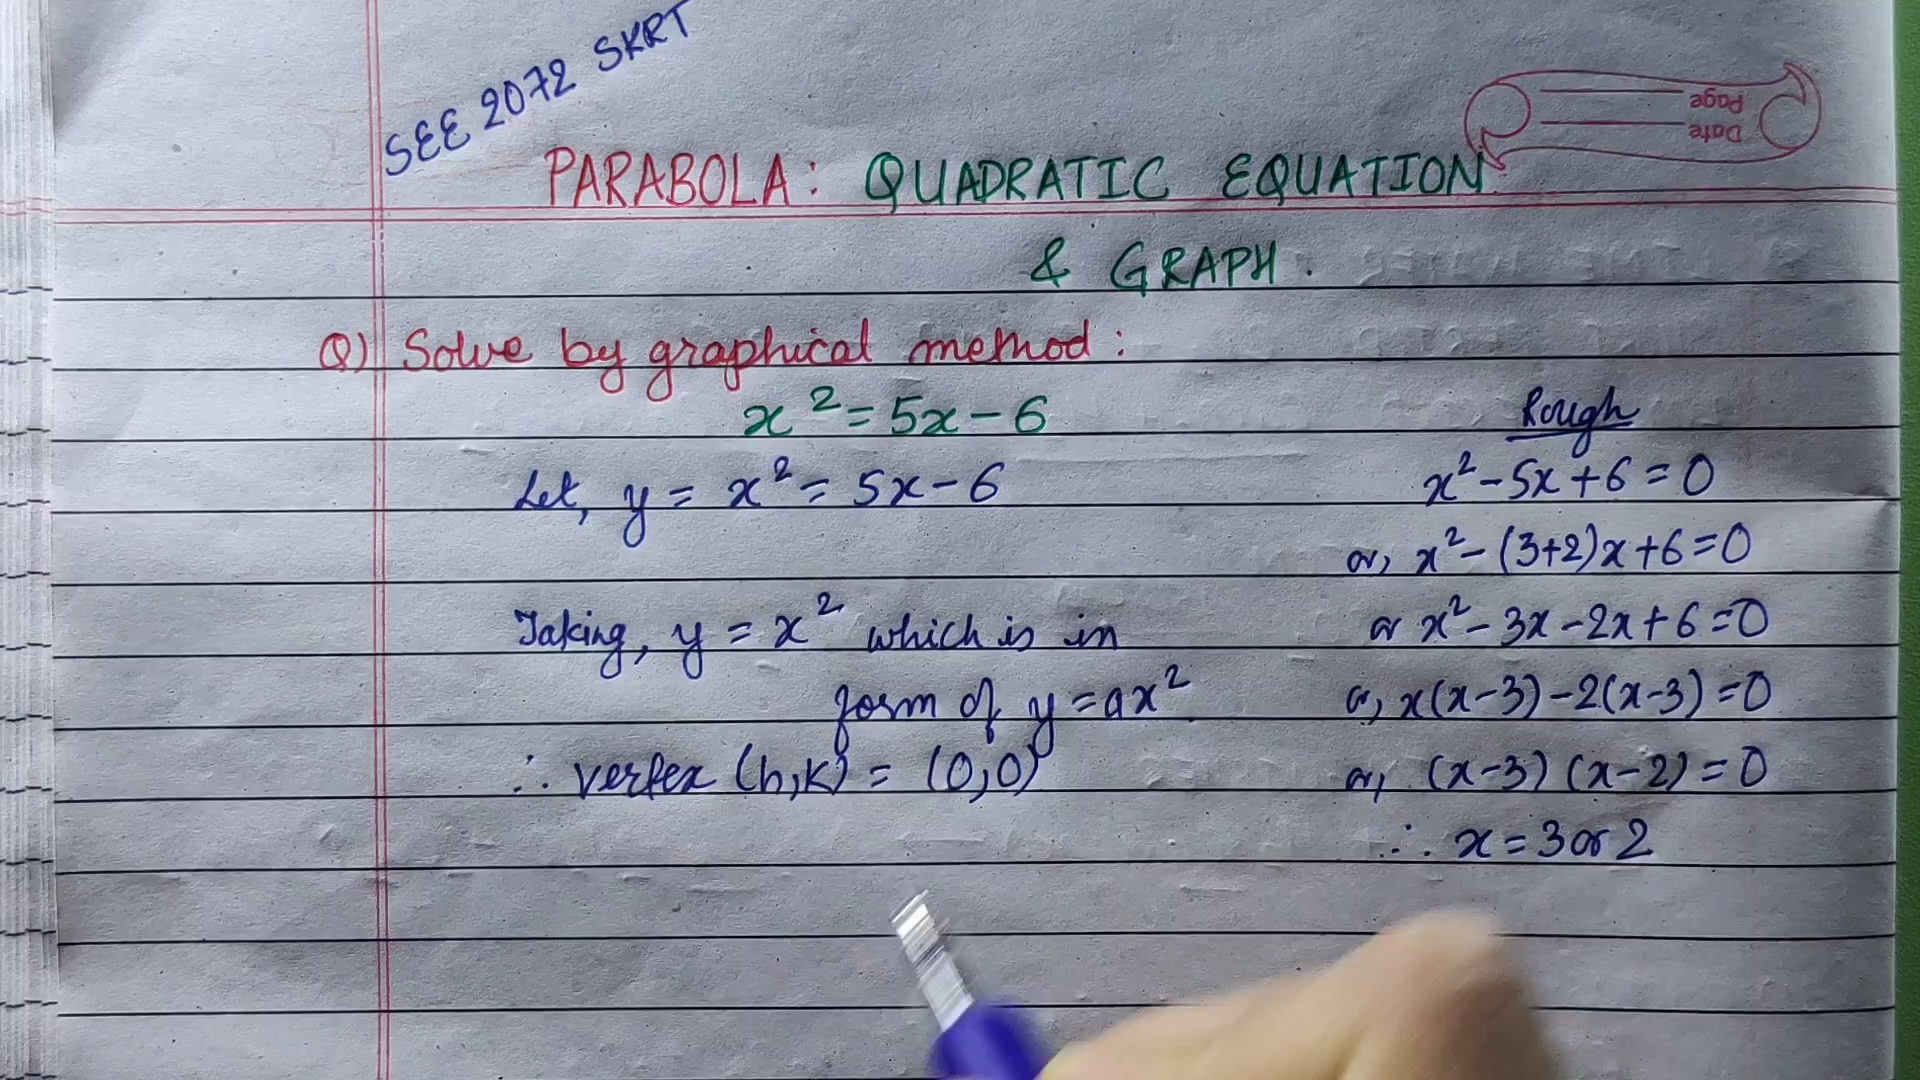 SEE 2072 SKRT
Page
Date
PARABOLA: QUADRATIC EQUATION
& GRAPH.
Q) Solve by graphical method:
x² = 5x - 6
Let, y = x² = 5x - 6
Taking, y = x² which is in
form of y = ax²
∴ vertex (h,k) = (0,0)
Rough
x² - 5x + 6 = 0
or, x² - (3+2)x + 6 = 0
or x² - 3x - 2x + 6 = 0
or, x(x-3) - 2(x-3) = 0
or, (x-3) (x-2) = 0
∴ x = 3 or 2